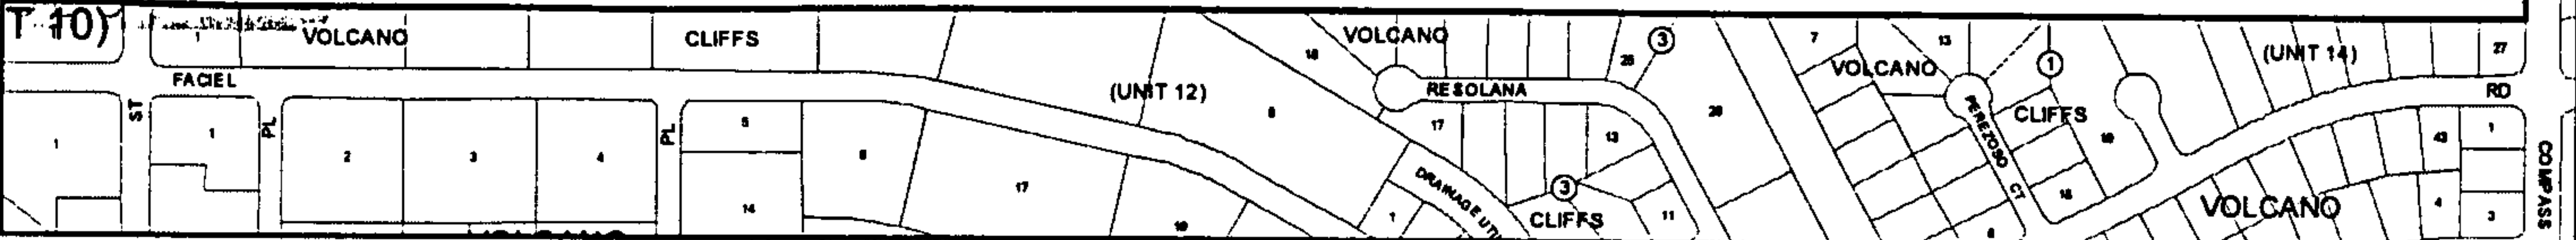 T 10)
1
VOLCANO
CLIFFS
FACIEL
ST
PL
PL
1
1
2
3
4
5
14
6
17
(UNIT 12)
18
VOLCANO
RESOLANA
17
DRAINAGE UTIL
1
3
3
CLIFFS
13
11
7
VOLCANO
13
1
CLIFFS
PEREZOSO CT
(UNIT 14)
27
RD
43
1
4
3
VOLCANO
COMPASS